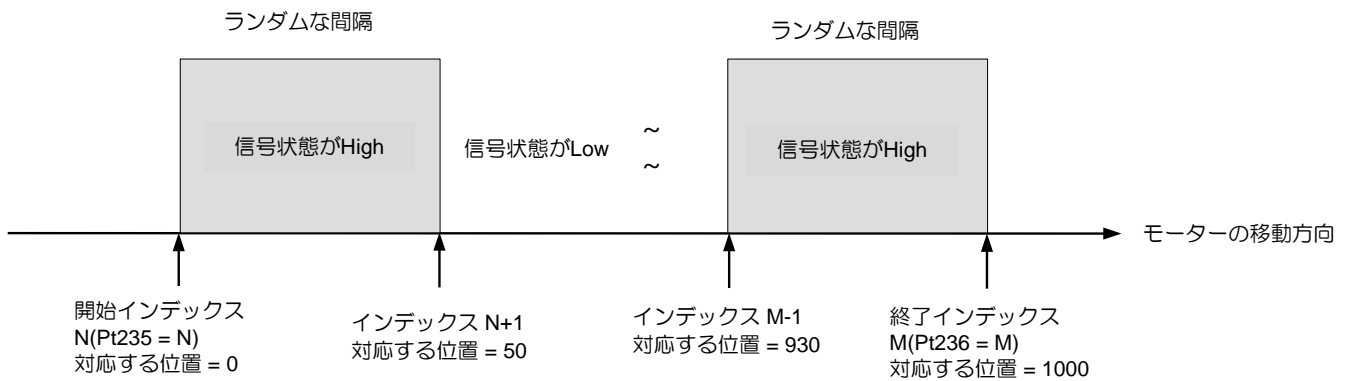 ランダムな間隔
ランダムな間隔
信号状態がHigh
信号状態がLow
~
~
信号状態がHigh
モーターの移動方向
開始インデックス
N(Pt235 = N)
対応する位置 = 0
インデックス N+1
対応する位置 = 50
インデックス M-1
対応する位置 = 930
終了インデックス
M(Pt236 = M)
対応する位置 = 1000